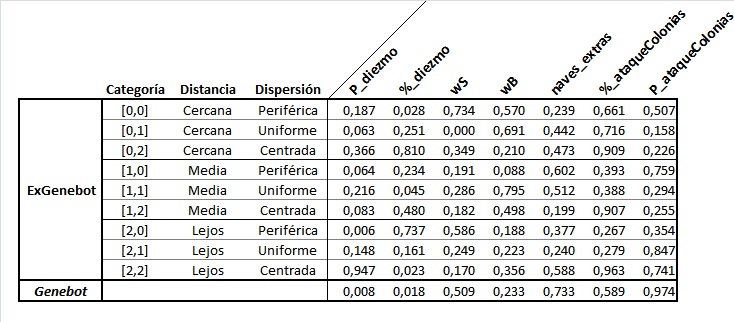 Categoría Distancia Dispersión P_diezmo %_diezmo wS wB naves_extras %_ataqueColonias P_ataqueColonias
ExGenebot
[0,0] Cercana Periférica 0,187 0,028 0,734 0,570 0,239 0,661 0,507
[0,1] Cercana Uniforme 0,063 0,251 0,000 0,691 0,442 0,716 0,158
[0,2] Cercana Centrada 0,366 0,810 0,349 0,210 0,473 0,909 0,226
[1,0] Media Periférica 0,064 0,234 0,191 0,088 0,602 0,393 0,759
[1,1] Media Uniforme 0,216 0,045 0,286 0,795 0,512 0,388 0,294
[1,2] Media Centrada 0,083 0,480 0,182 0,498 0,199 0,907 0,255
[2,0] Lejos Periférica 0,006 0,737 0,586 0,188 0,377 0,267 0,354
[2,1] Lejos Uniforme 0,148 0,161 0,249 0,223 0,240 0,279 0,847
[2,2] Lejos Centrada 0,947 0,023 0,170 0,356 0,588 0,963 0,741
Genebot 0,008 0,018 0,509 0,233 0,733 0,589 0,974